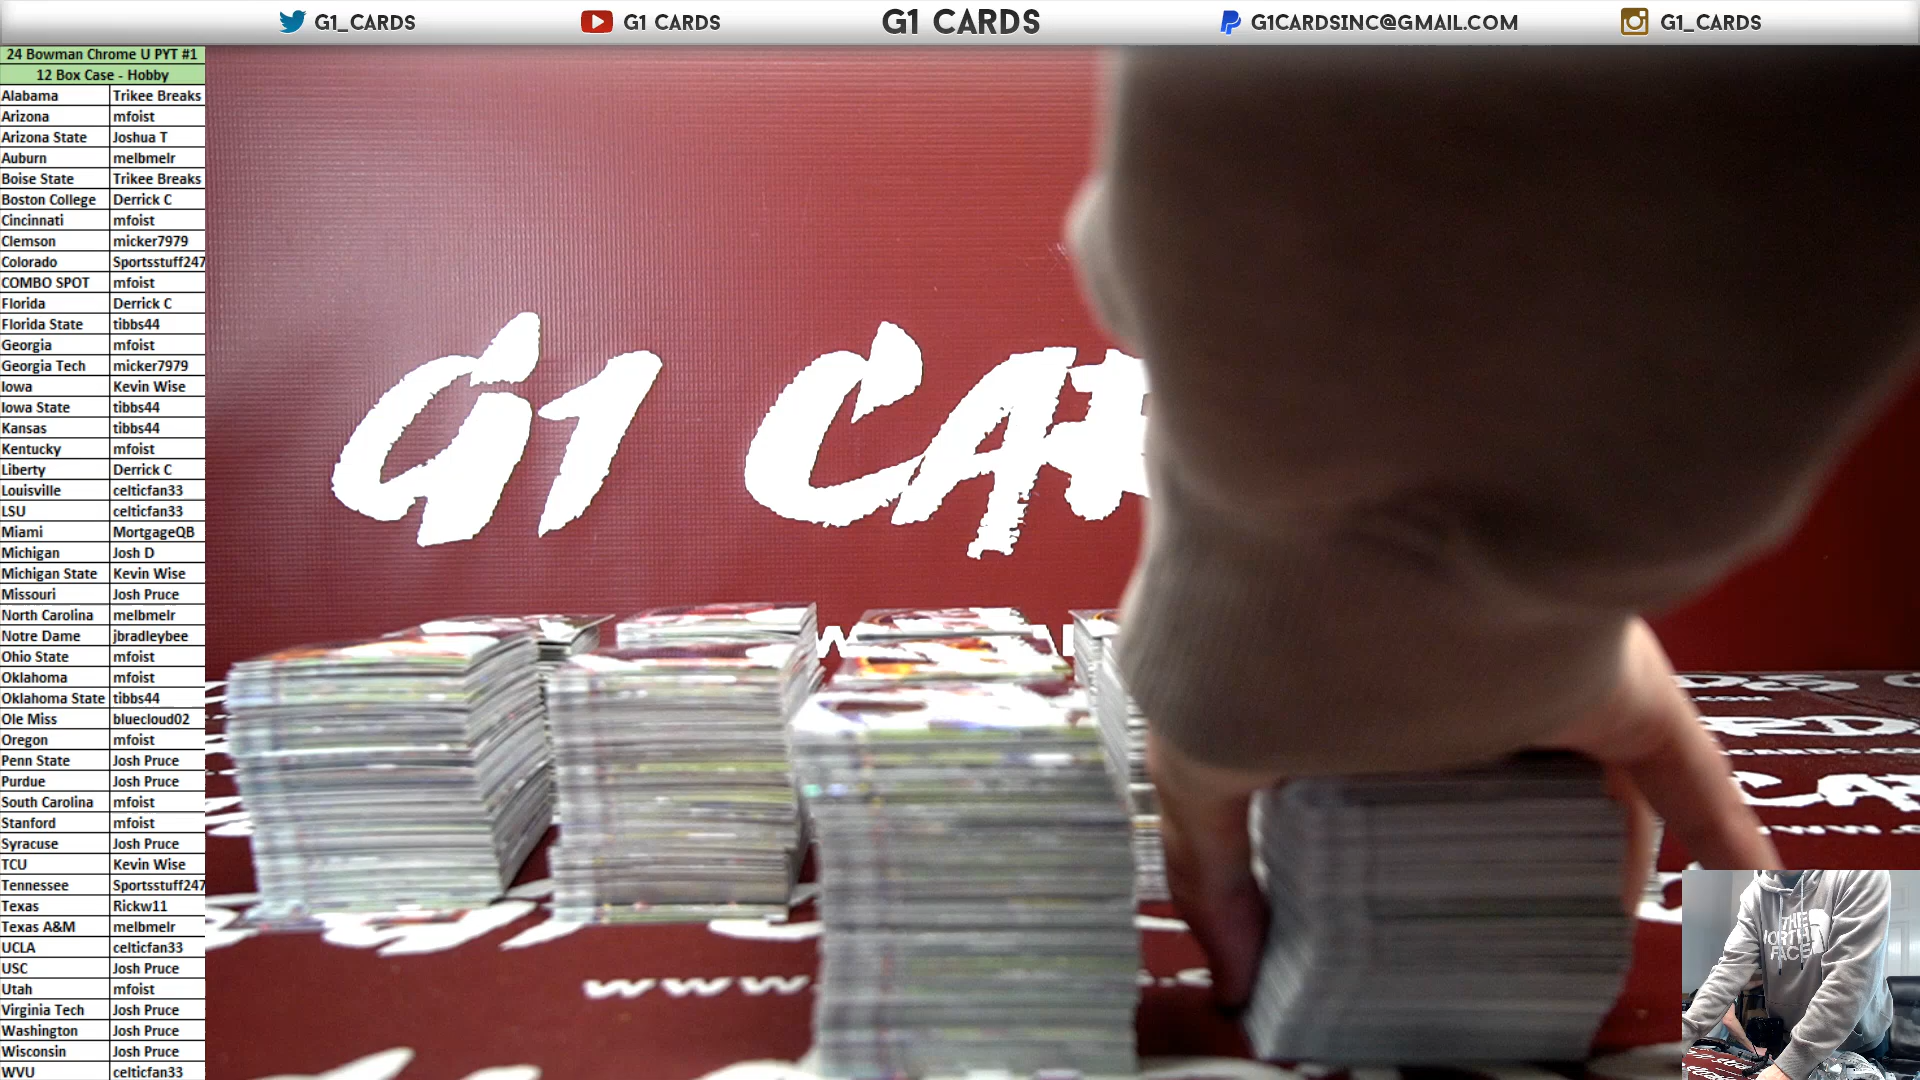 G1_CARDS G1 CARDS G1 CARDS G1CARDSINC@GMAIL.COM G1_CARDS
24 Bowman Chrome U PYT #1
12 Box Case - Hobby
Alabama Trikee Breaks
Arizona mfoist
Arizona State Joshua T
Auburn melbmelr
Boise State Trikee Breaks
Boston College Derrick C
Cincinnati mfoist
Clemson micker7979
Colorado Sportsstuff247
COMBO SPOT mfoist
Florida Derrick C
Florida State tibbs44
Georgia mfoist
Georgia Tech micker7979
Iowa Kevin Wise
Iowa State tibbs44
Kansas tibbs44
Kentucky mfoist
Liberty Derrick C
Louisville celticfan33
LSU celticfan33
Miami MortgageQB
Michigan Josh D
Michigan State Kevin Wise
Missouri Josh Pruce
North Carolina melbmelr
Notre Dame jbradleybee
Ohio State mfoist
Oklahoma mfoist
Oklahoma State tibbs44
Ole Miss bluecloud02
Oregon mfoist
Penn State Josh Pruce
Purdue Josh Pruce
South Carolina mfoist
Stanford mfoist
Syracuse Josh Pruce
TCU Kevin Wise
Tennessee Sportsstuff247
Texas Rickw11
Texas A&M melbmelr
UCLA celticfan33
USC Josh Pruce
Utah mfoist
Virginia Tech Josh Pruce
Washington Josh Pruce
Wisconsin Josh Pruce
WVU celticfan33
G1 CAR
www.
THE
NORTH
FACE